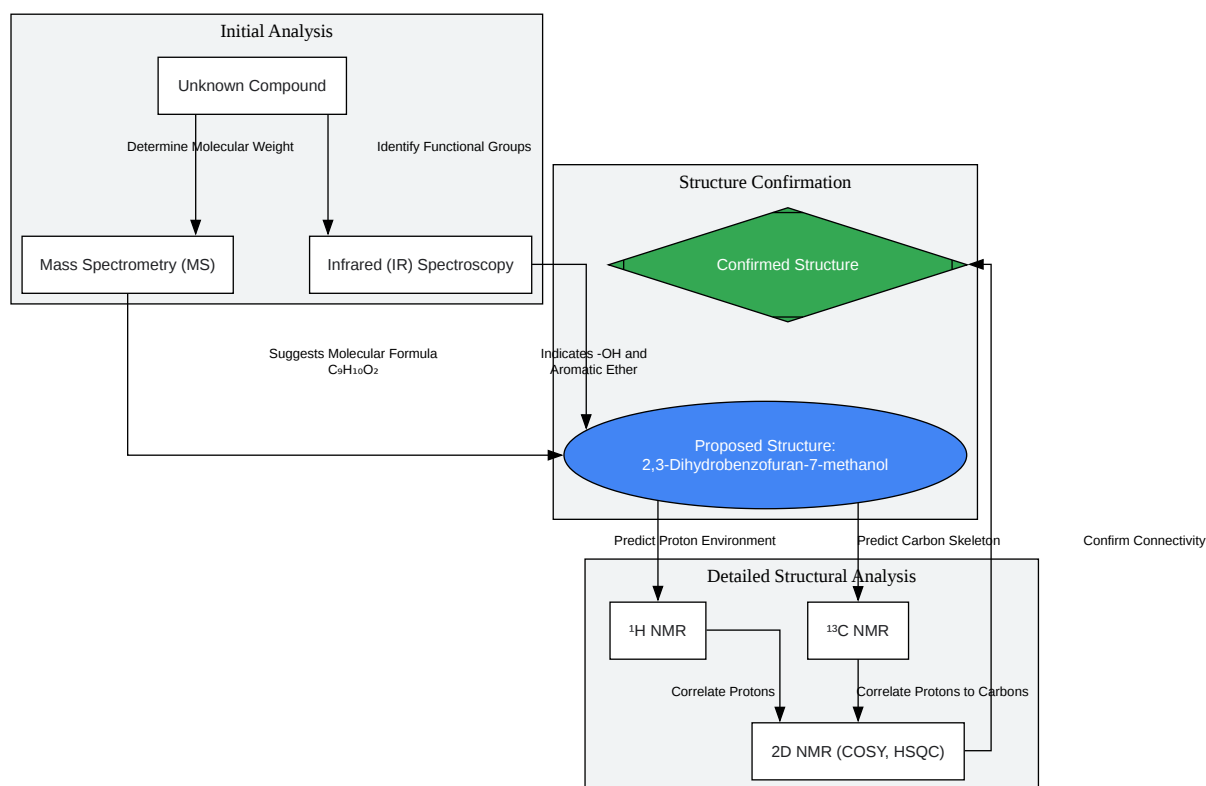 Initial Analysis
Unknown Compound
Determine Molecular Weight
Identify Functional Groups
Structure Confirmation
Mass Spectrometry (MS)
Infrared (IR) Spectroscopy
Confirmed Structure
Suggests Molecular Formula
C₉H₁₀O₂
Indicates -OH and
Aromatic Ether
Proposed Structure:
2,3-Dihydrobenzofuran-7-methanol
Predict Proton Environment
Predict Carbon Skeleton
Confirm Connectivity
Detailed Structural Analysis
¹H NMR
¹³C NMR
Correlate Protons
Correlate Protons to Carbons
2D NMR (COSY, HSQC)